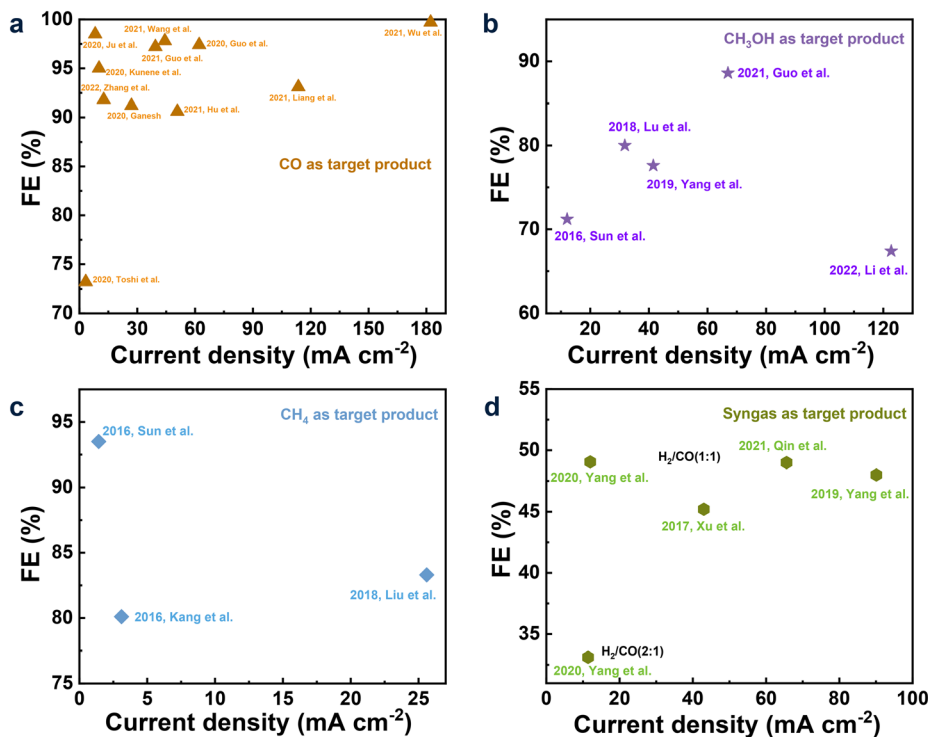 a
FE (%)
100
95
90
85
80
75
70
0
30
60
90
120
150
180
Current density (mA cm⁻²)
2021, Wang et al.
2021, Wu et al.
2020, Ju et al.
2020, Guo et al.
2021, Guo et al.
2020, Kunene et al.
2022, Zhang et al.
2021, Liang et al.
2020, Ganesh
2021, Hu et al.
CO as target product
2020, Toshi et al.
b
FE (%)
90
80
70
60
20
40
60
80
100
120
Current density (mA cm⁻²)
CH₃OH as target product
2021, Guo et al.
2018, Lu et al.
2019, Yang et al.
2016, Sun et al.
2022, Li et al.
c
FE (%)
95
90
85
80
75
0
5
10
15
20
25
Current density (mA cm⁻²)
CH₄ as target product
2016, Sun et al.
2018, Liu et al.
2016, Kang et al.
d
FE (%)
55
50
45
40
35
0
20
40
60
80
100
Current density (mA cm⁻²)
Syngas as target product
2021, Qin et al.
H₂/CO(1:1)
2020, Yang et al.
2019, Yang et al.
2017, Xu et al.
H₂/CO(2:1)
2020, Yang et al.